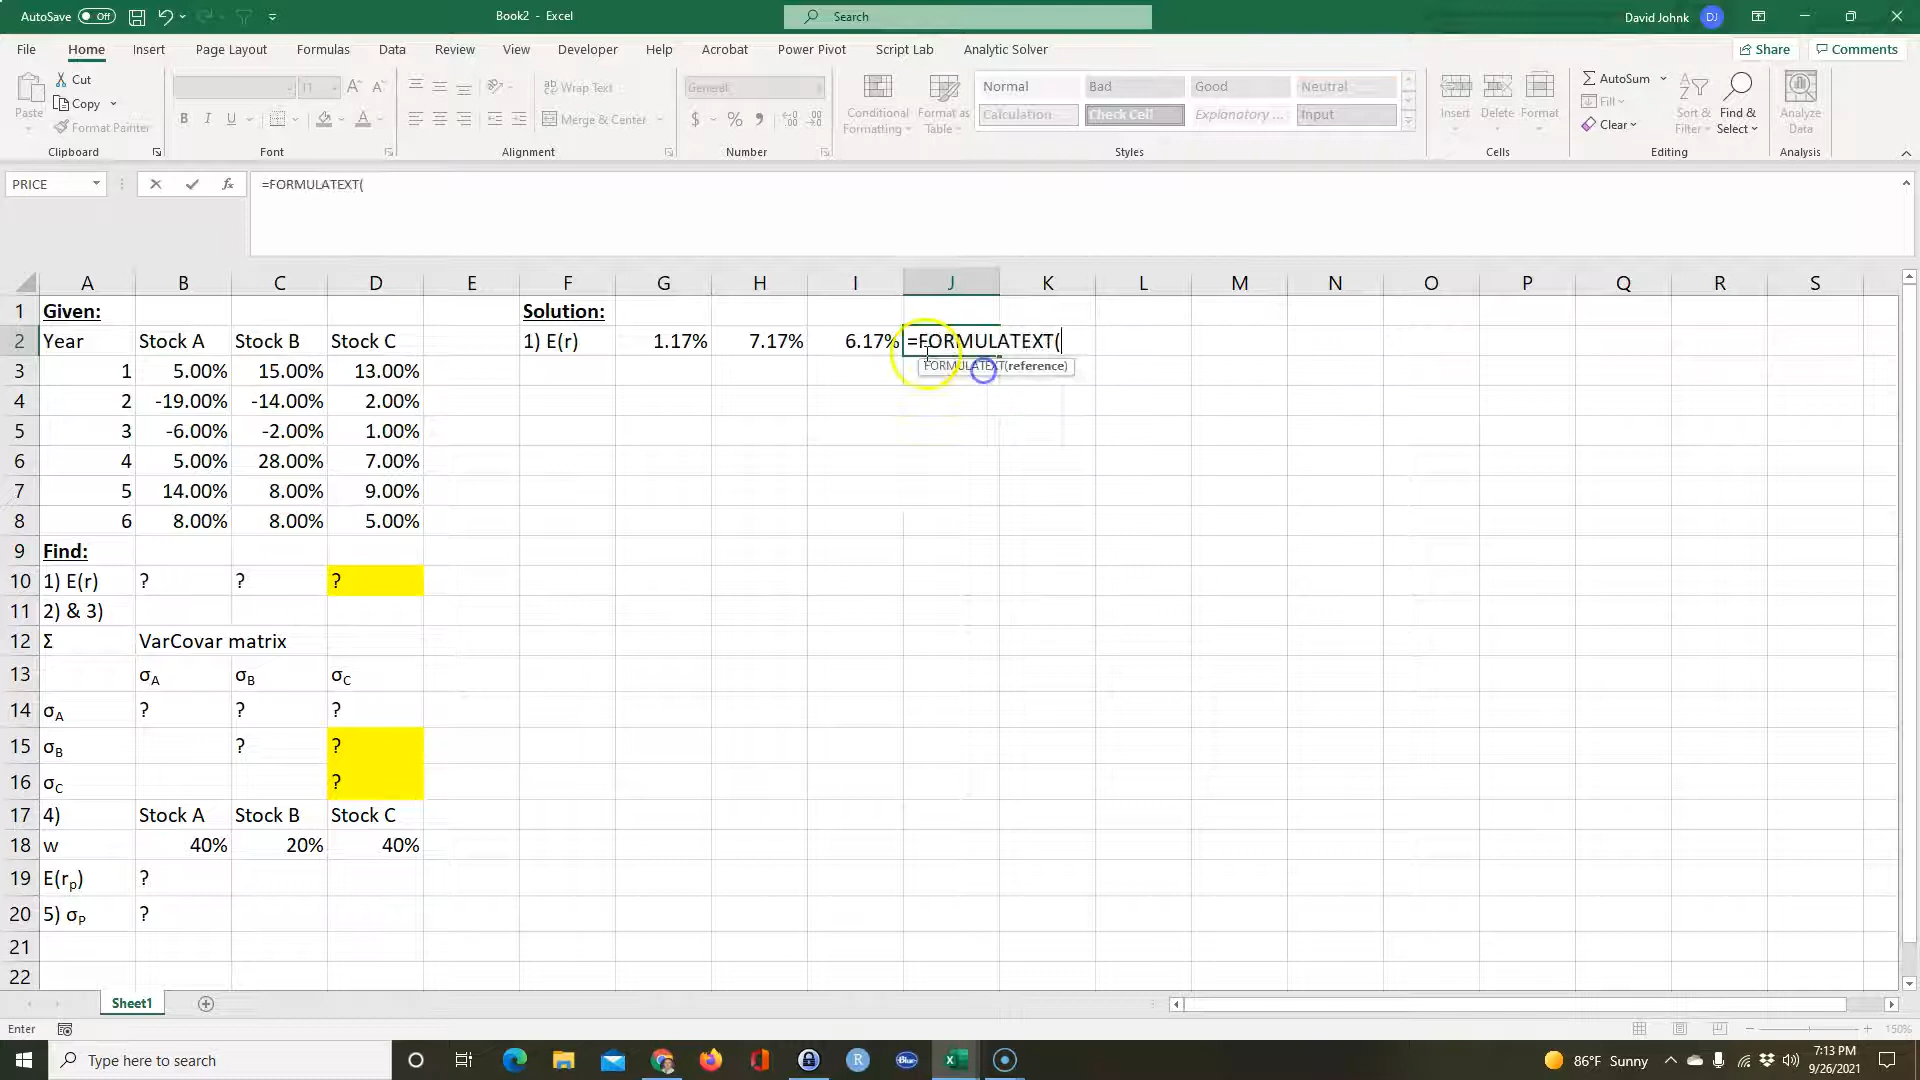 AutoSave Off Book2 - Excel Search David Johnk DJ
File Home Insert Page Layout Formulas Data Review View Developer Help Acrobat Power Pivot Script Lab Analytic Solver Share Comments
Paste Cut Copy Format Painter
11
Wrap Text Merge & Center
General
Conditional Formatting Format as Table
Normal Bad Good Neutral
Calculation Check Cell Explanatory ... Input
Insert Delete Format
AutoSum Fill Clear
Sort & Filter Find & Select
Analyze Data
Clipboard Font Alignment Number Styles Cells Editing Analysis
PRICE =FORMULATEXT(
A B C D E F G H I J K L M N O P Q R S
1 Given: Solution:
2 Year Stock A Stock B Stock C 1) E(r) 1.17% 7.17% 6.17% =FORMULATEXT(
FORMULATEXT(reference)
3 1 5.00% 15.00% 13.00%
4 2 -19.00% -14.00% 2.00%
5 3 -6.00% -2.00% 1.00%
6 4 5.00% 28.00% 7.00%
7 5 14.00% 8.00% 9.00%
8 6 8.00% 8.00% 5.00%
9 Find:
10 1) E(r) ? ? ?
11 2) & 3)
12 Σ VarCovar matrix
13 σA σB σC
14 σA ? ? ?
15 σB ? ?
16 σC ?
17 4) Stock A Stock B Stock C
18 w 40% 20% 40%
19 E(rp) ?
20 5) σP ?
21
22
Sheet1
Enter 150%
Type here to search 86°F Sunny 7:13 PM
9/26/2021